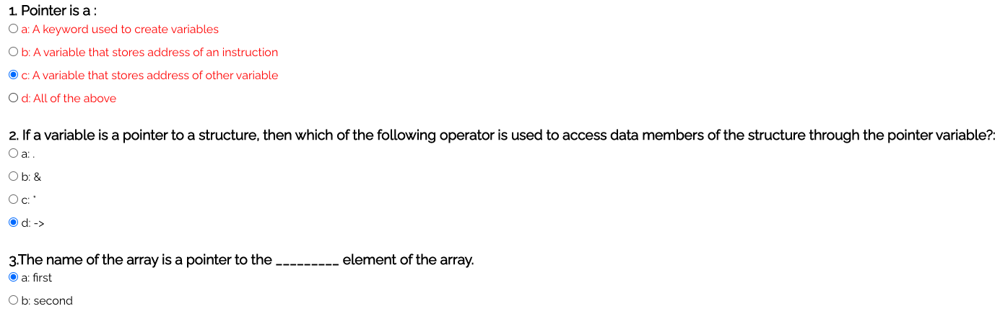 1. Pointer is a :
a: A keyword used to create variables
b: A variable that stores address of an instruction
c: A variable that stores address of other variable
d: All of the above
2. If a variable is a pointer to a structure, then which of the following operator is used to access data members of the structure through the pointer variable?:
a: .
b: &
c: *
d: ->
3.The name of the array is a pointer to the _________ element of the array.
a: first
b: second